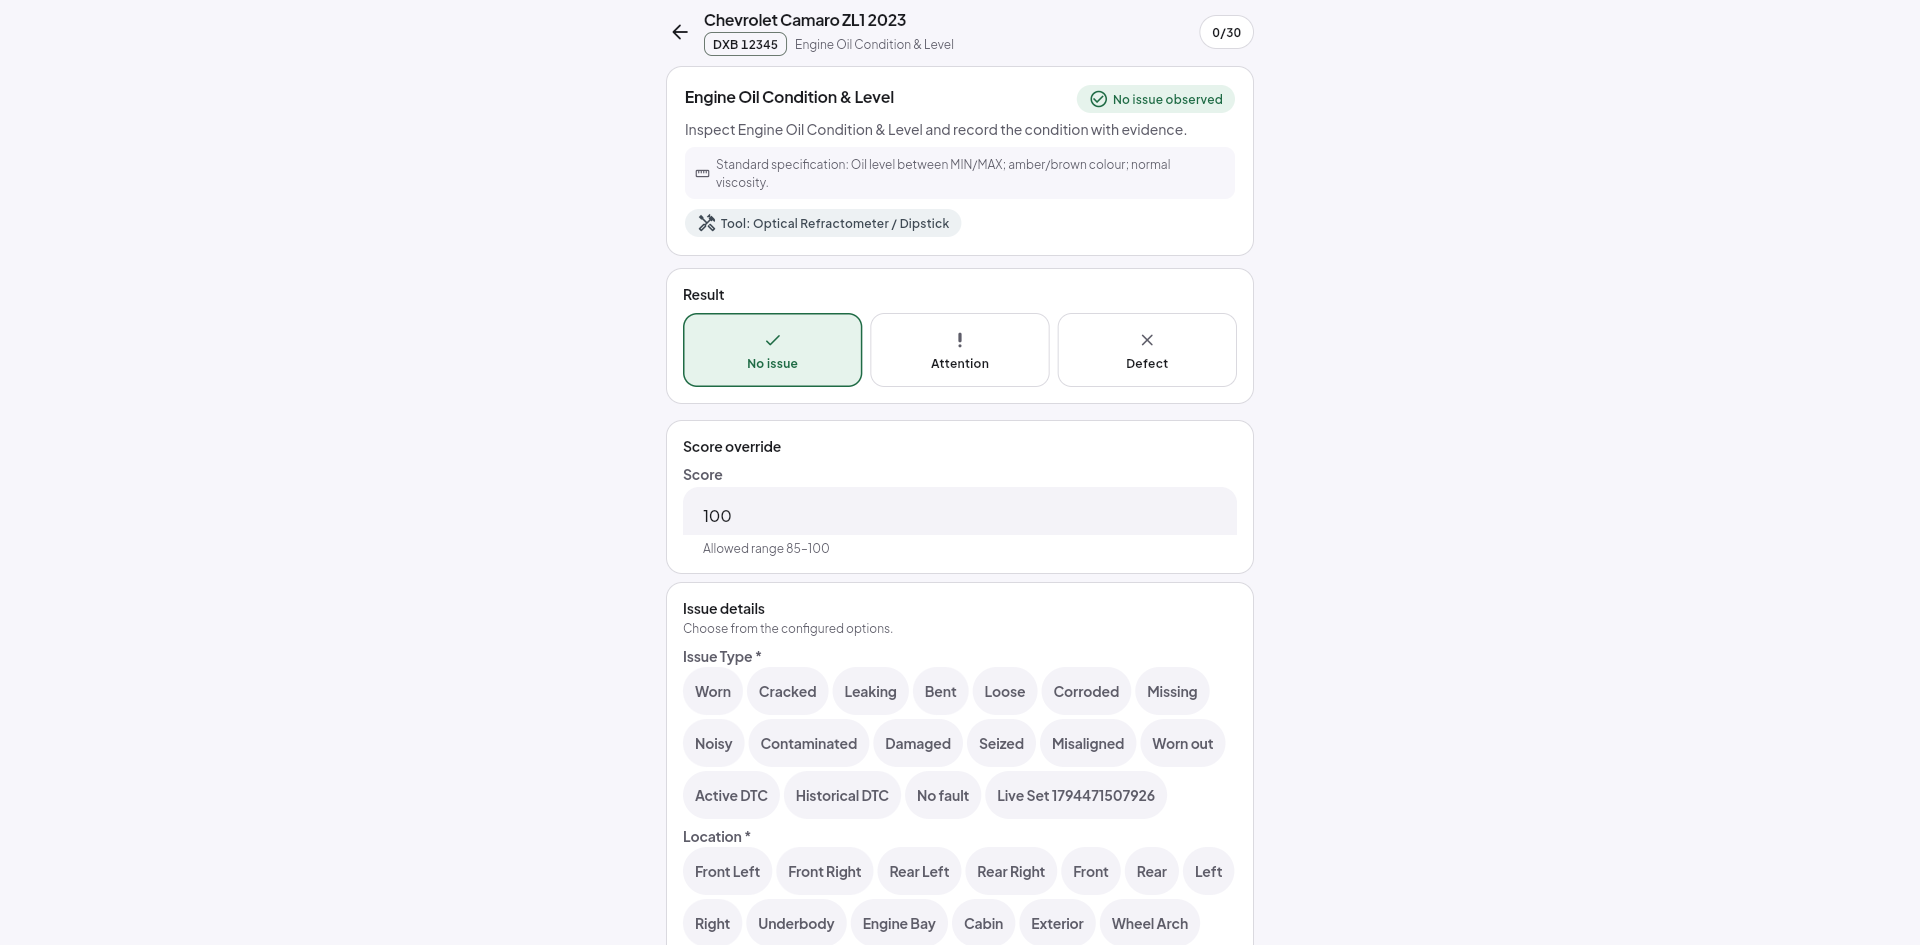 Chevrolet Camaro ZL1 2023
DXB 12345 Engine Oil Condition & Level
0/30
Engine Oil Condition & Level
No issue observed
Inspect Engine Oil Condition & Level and record the condition with evidence.
Standard specification: Oil level between MIN/MAX; amber/brown colour; normal
viscosity.
Tool: Optical Refractometer / Dipstick
Result
No issue
Attention
Defect
Score override
Score
100
Allowed range 85–100
Issue details
Choose from the configured options.
Issue Type *
Worn Cracked Leaking Bent Loose Corroded Missing
Noisy Contaminated Damaged Seized Misaligned Worn out
Active DTC Historical DTC No fault Live Set 1794471507926
Location *
Front Left Front Right Rear Left Rear Right Front Rear Left
Right Underbody Engine Bay Cabin Exterior Wheel Arch